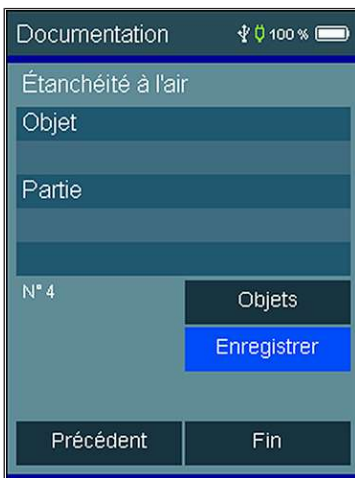 Documentation 100 %
Étanchéité à l'air
Objet
Partie
N° 4
Objets
Enregistrer
Précédent Fin